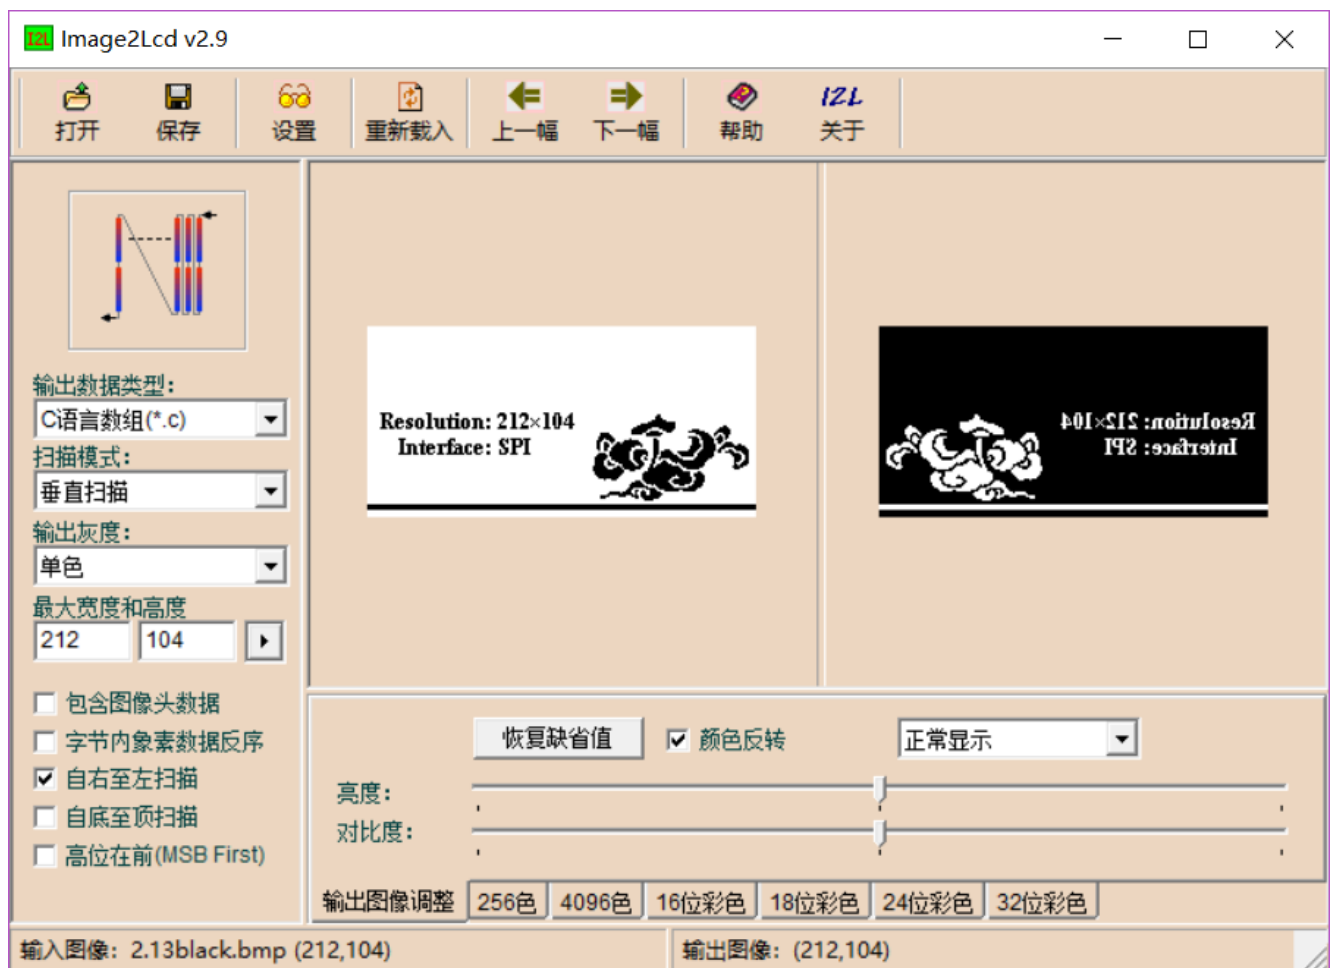 I2L Image2Lcd v2.9
打开 保存 设置 重新载入 上一幅 下一幅 帮助 I2L 关于
输出数据类型:
C语言数组(*.c)
扫描模式:
垂直扫描
输出灰度:
单色
最大宽度和高度
212 104
包含图像头数据
字节内象素数据反序
自右至左扫描
自底至顶扫描
高位在前(MSB First)
Resolution: 212×104
Interface: SPI
Resolution: 212×104
Interface: SPI
恢复缺省值 颜色反转 正常显示
亮度:
对比度:
输出图像调整 256色 4096色 16位彩色 18位彩色 24位彩色 32位彩色
输入图像: 2.13black.bmp (212,104)
输出图像: (212,104)